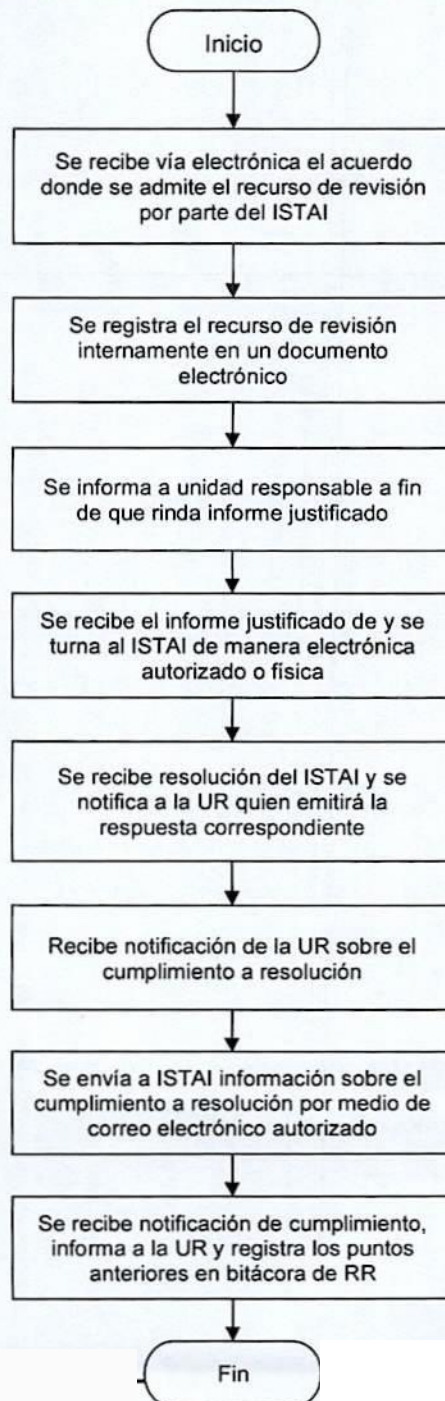 Inicio
Se recibe vía electrónica el acuerdo
donde se admite el recurso de revisión
por parte del ISTAI
Se registra el recurso de revisión
internamente en un documento
electrónico
Se informa a unidad responsable a fin
de que rinda informe justificado
Se recibe el informe justificado de y se
turna al ISTAI de manera electrónica
autorizado o física
Se recibe resolución del ISTAI y se
notifica a la UR quien emitirá la
respuesta correspondiente
Recibe notificación de la UR sobre el
cumplimiento a resolución
Se envía a ISTAI información sobre el
cumplimiento a resolución por medio de
correo electrónico autorizado
Se recibe notificación de cumplimiento,
informa a la UR y registra los puntos
anteriores en bitácora de RR
Fin